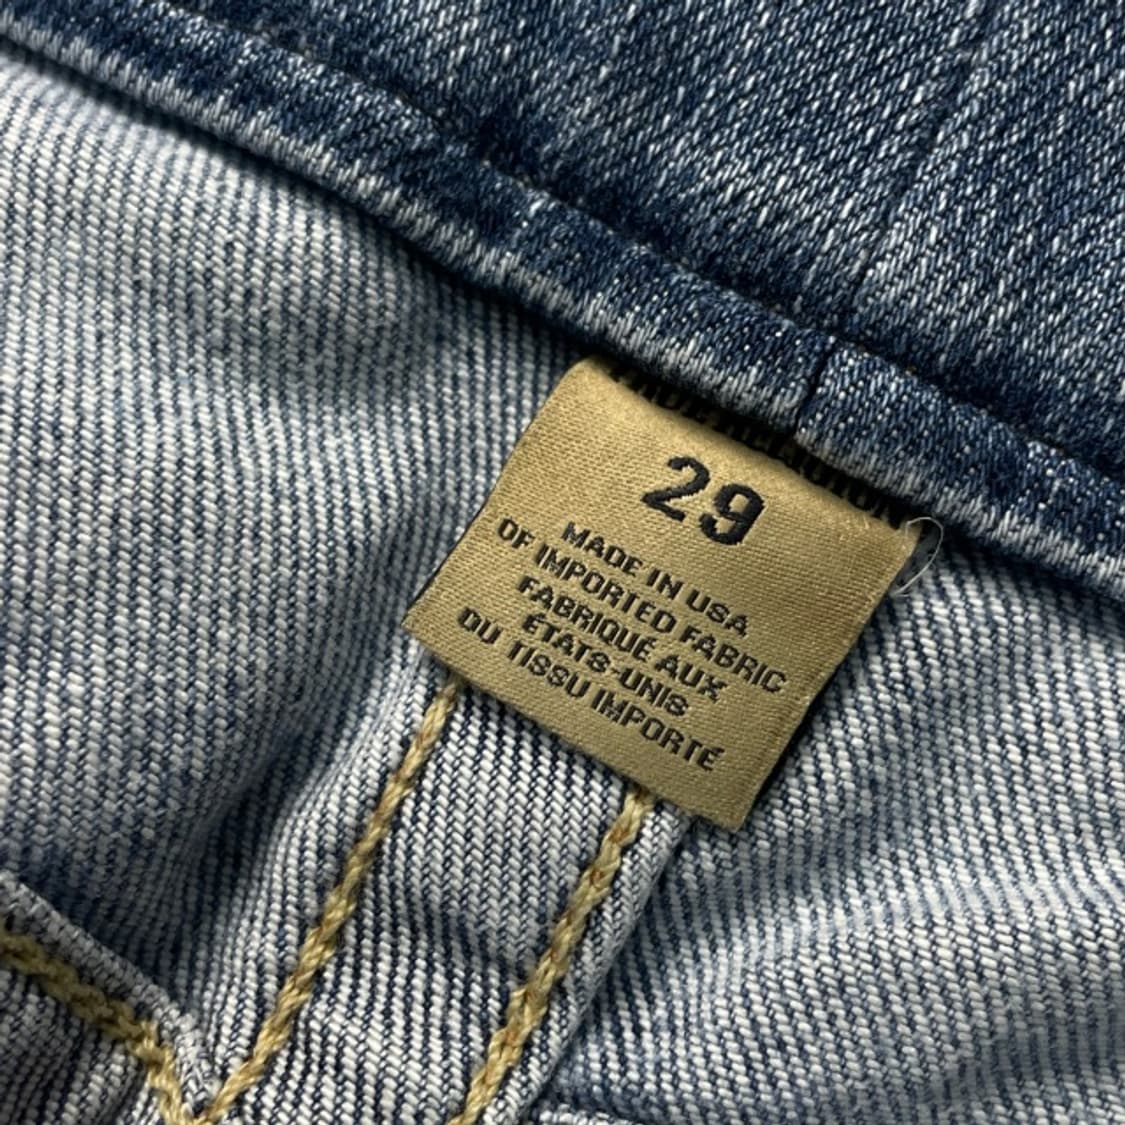 29
MADE IN USA
OF IMPORTED FABRIC
FABRIQUÉ AUX
ÉTATS-UNIS
DU TISSU IMPORTÉ